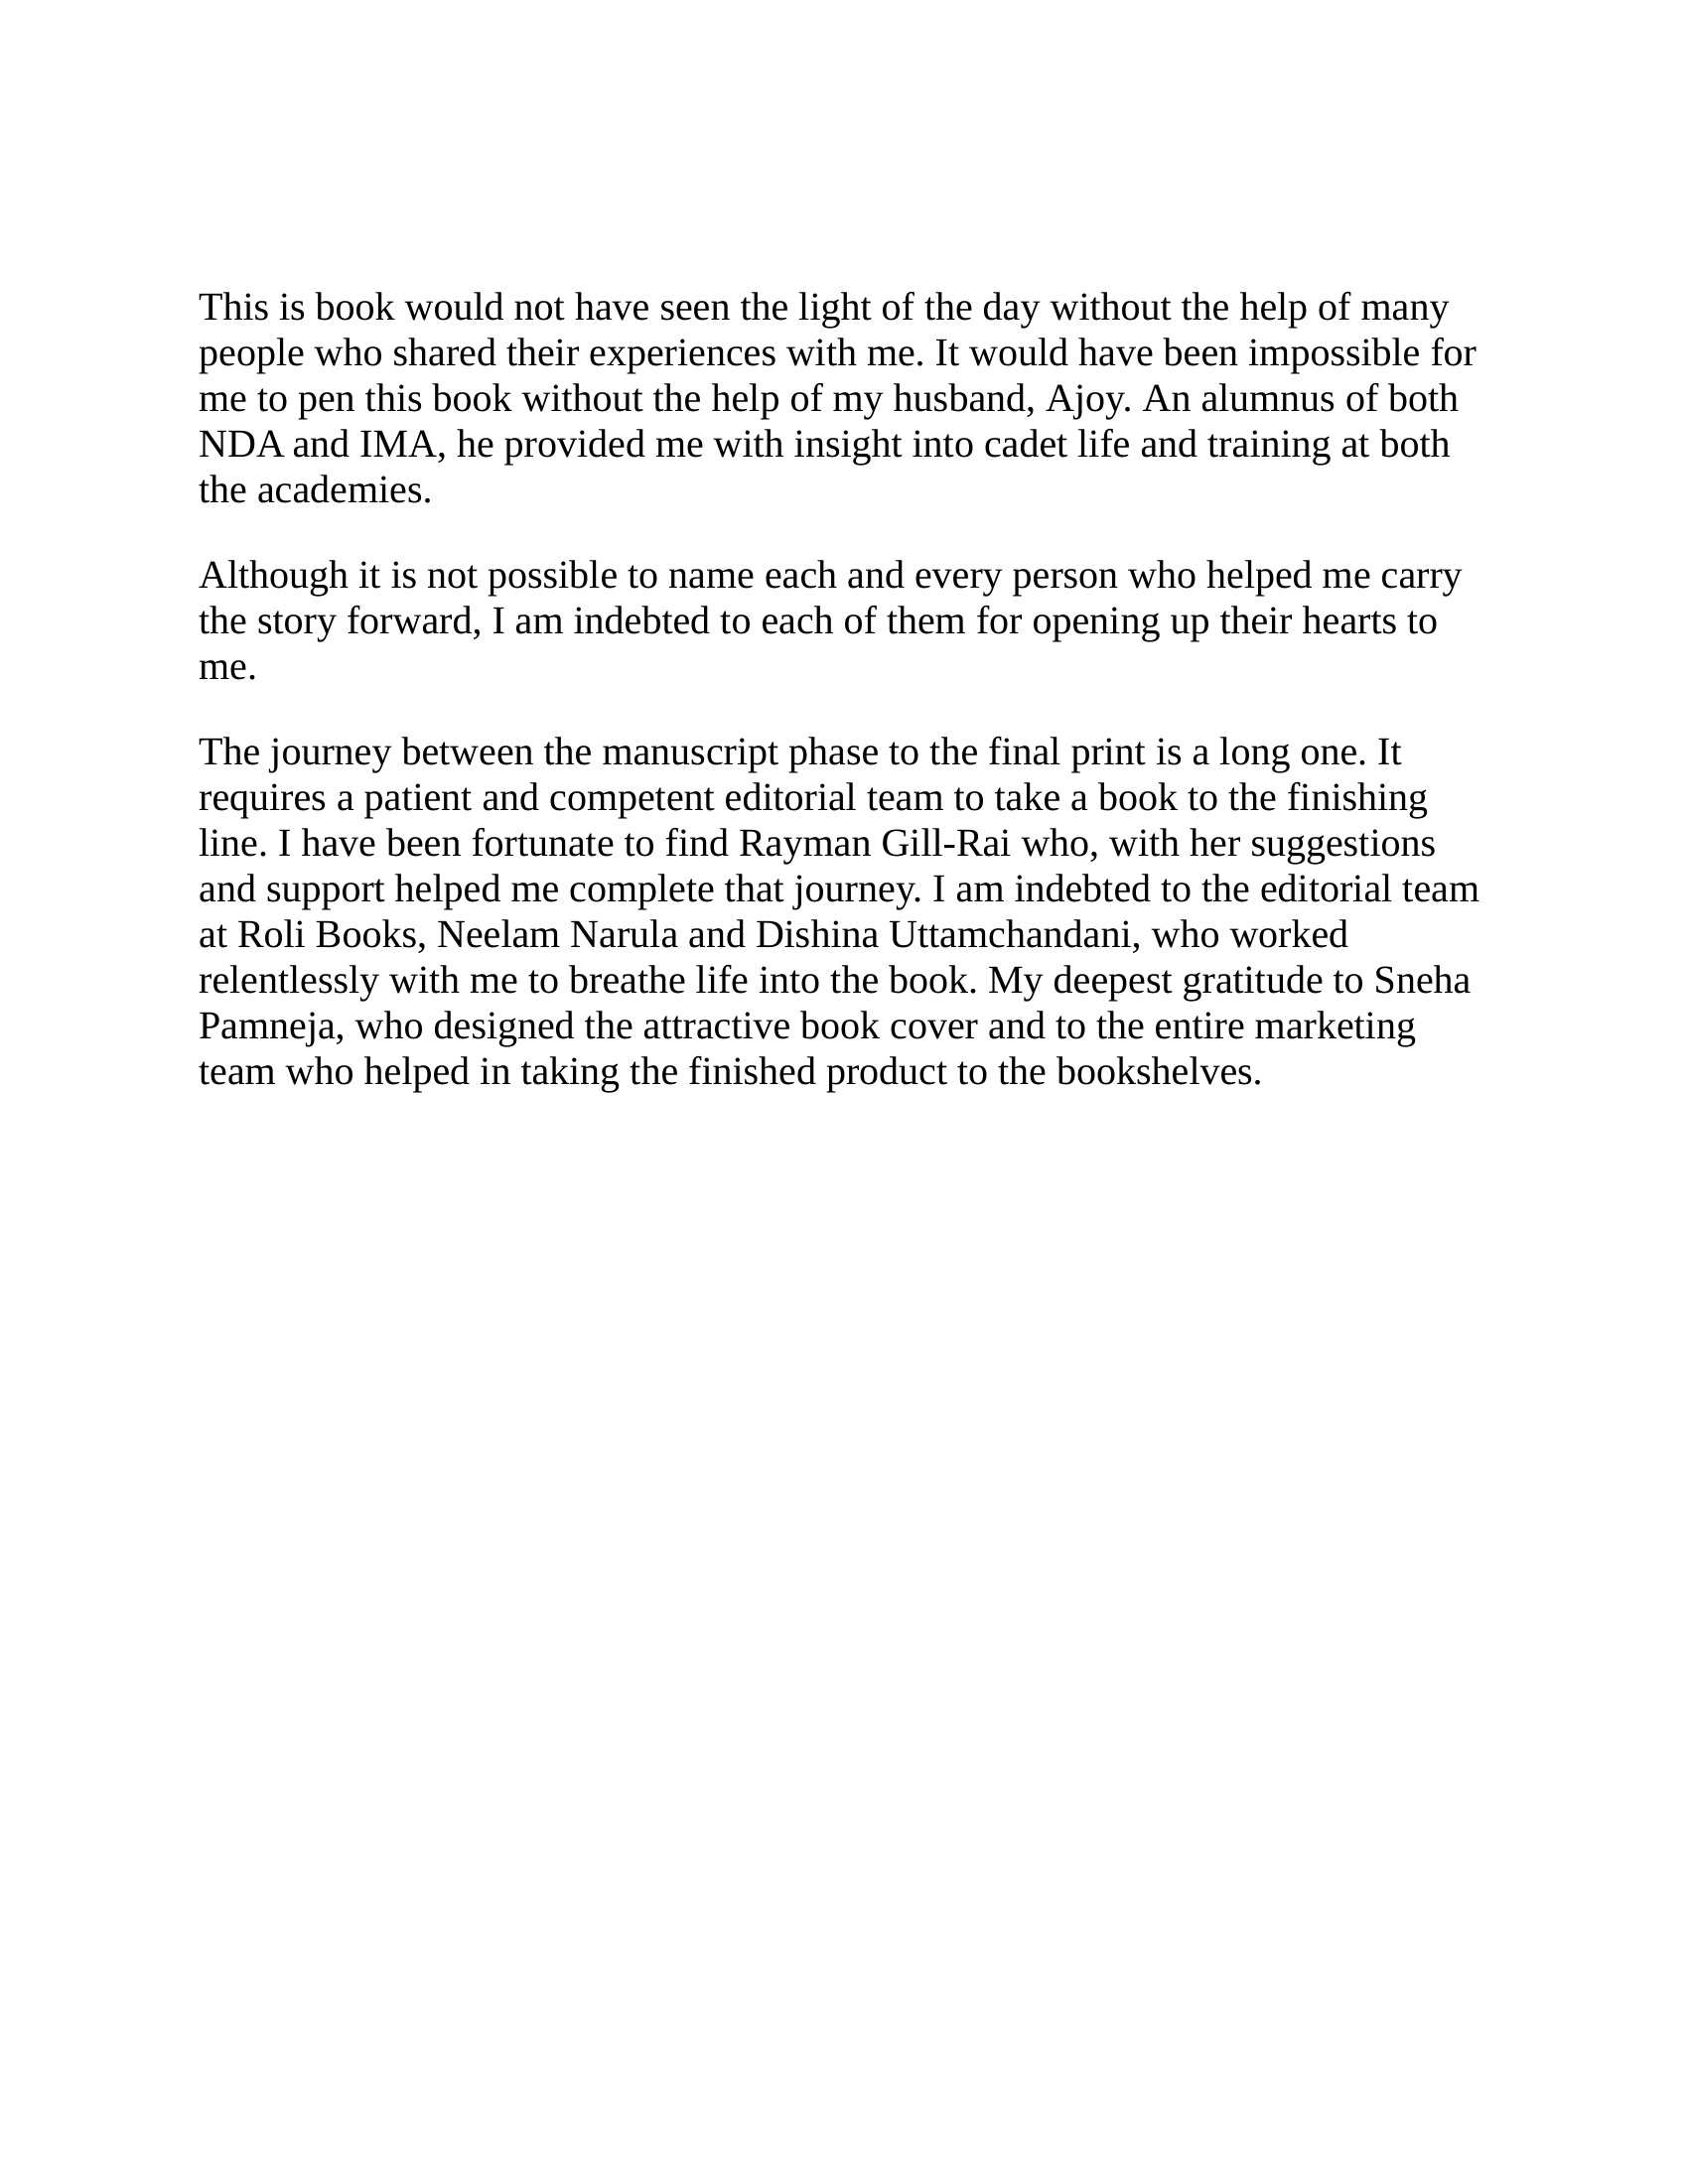 This is book would not have seen the light of the day without the help of many
people who shared their experiences with me. It would have been impossible for
me to pen this book without the help of my husband, Ajoy. An alumnus of both
NDA and IMA, he provided me with insight into cadet life and training at both
the academies.
Although it is not possible to name each and every person who helped me carry
the story forward, I am indebted to each of them for opening up their hearts to
me.
The journey between the manuscript phase to the final print is a long one. It
requires a patient and competent editorial team to take a book to the finishing
line. I have been fortunate to find Rayman Gill-Rai who, with her suggestions
and support helped me complete that journey. I am indebted to the editorial team
at Roli Books, Neelam Narula and Dishina Uttamchandani, who worked
relentlessly with me to breathe life into the book. My deepest gratitude to Sneha
Pamneja, who designed the attractive book cover and to the entire marketing
team who helped in taking the finished product to the bookshelves.